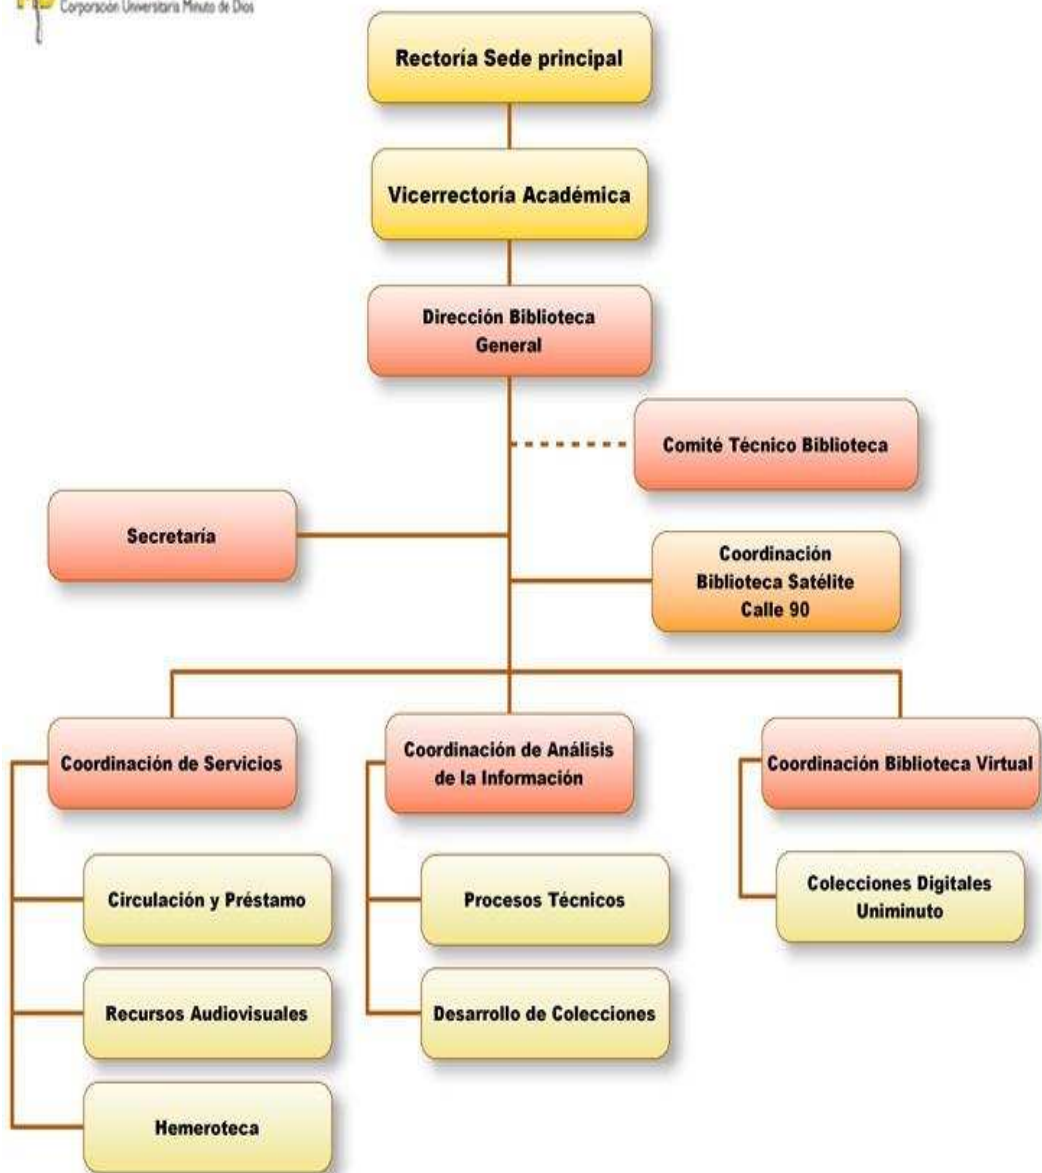 Corporación Universitaria Minuto de Dios
Rectoría Sede principal
Vicerrectoría Académica
Dirección Biblioteca
General
Comité Técnico Biblioteca
Secretaría
Coordinación
Biblioteca Satélite
Calle 90
Coordinación de Servicios
Coordinación de Análisis
de la Información
Coordinación Biblioteca Virtual
Circulación y Préstamo
Procesos Técnicos
Colecciones Digitales
Uniminuto
Recursos Audiovisuales
Desarrollo de Colecciones
Hemeroteca